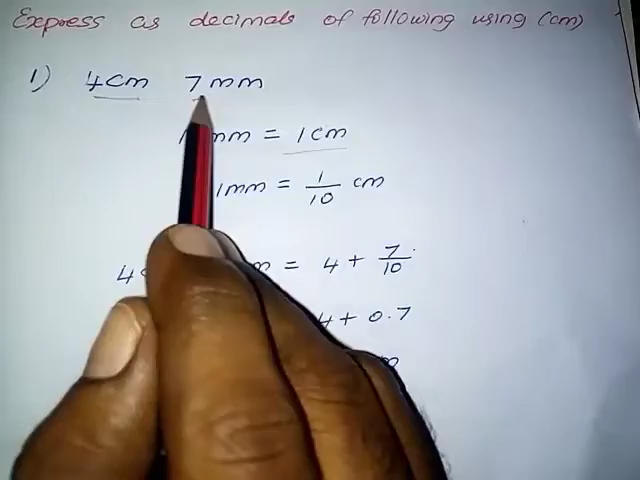 Express as decimals of following using (cm)
1) 4cm 7mm
mm = 1cm
1mm = 1/10 cm
= 4 + 7/10
4 + 0.7